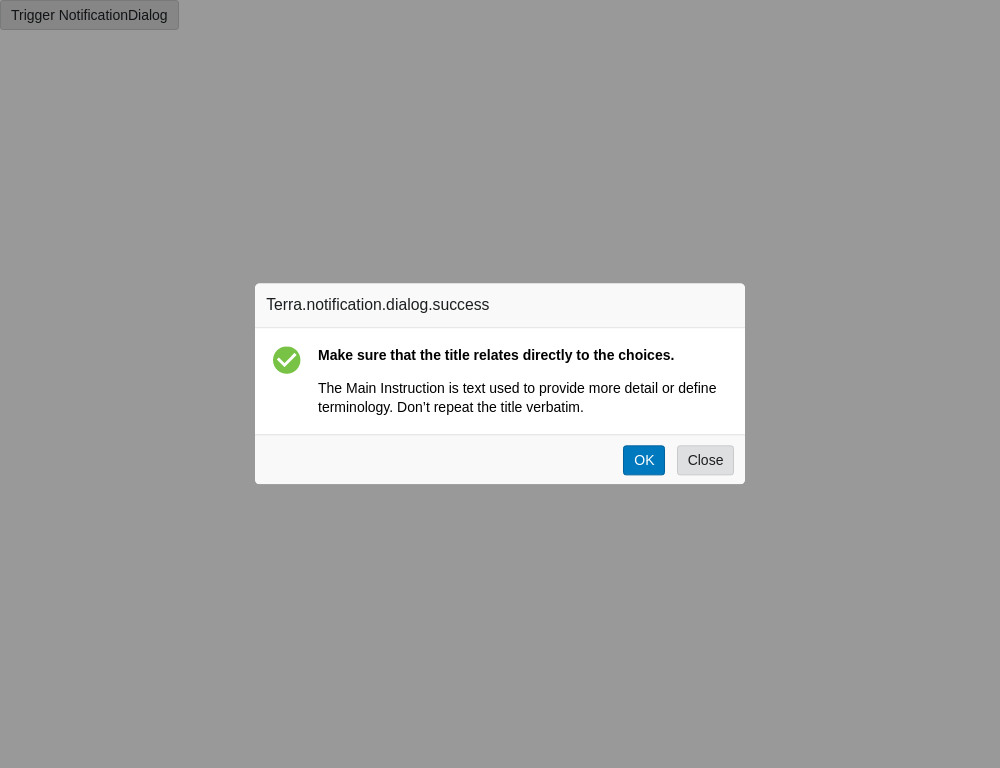 Trigger NotificationDialog
Terra.notification.dialog.success
Make sure that the title relates directly to the choices.
The Main Instruction is text used to provide more detail or define
terminology. Don’t repeat the title verbatim.
OK Close